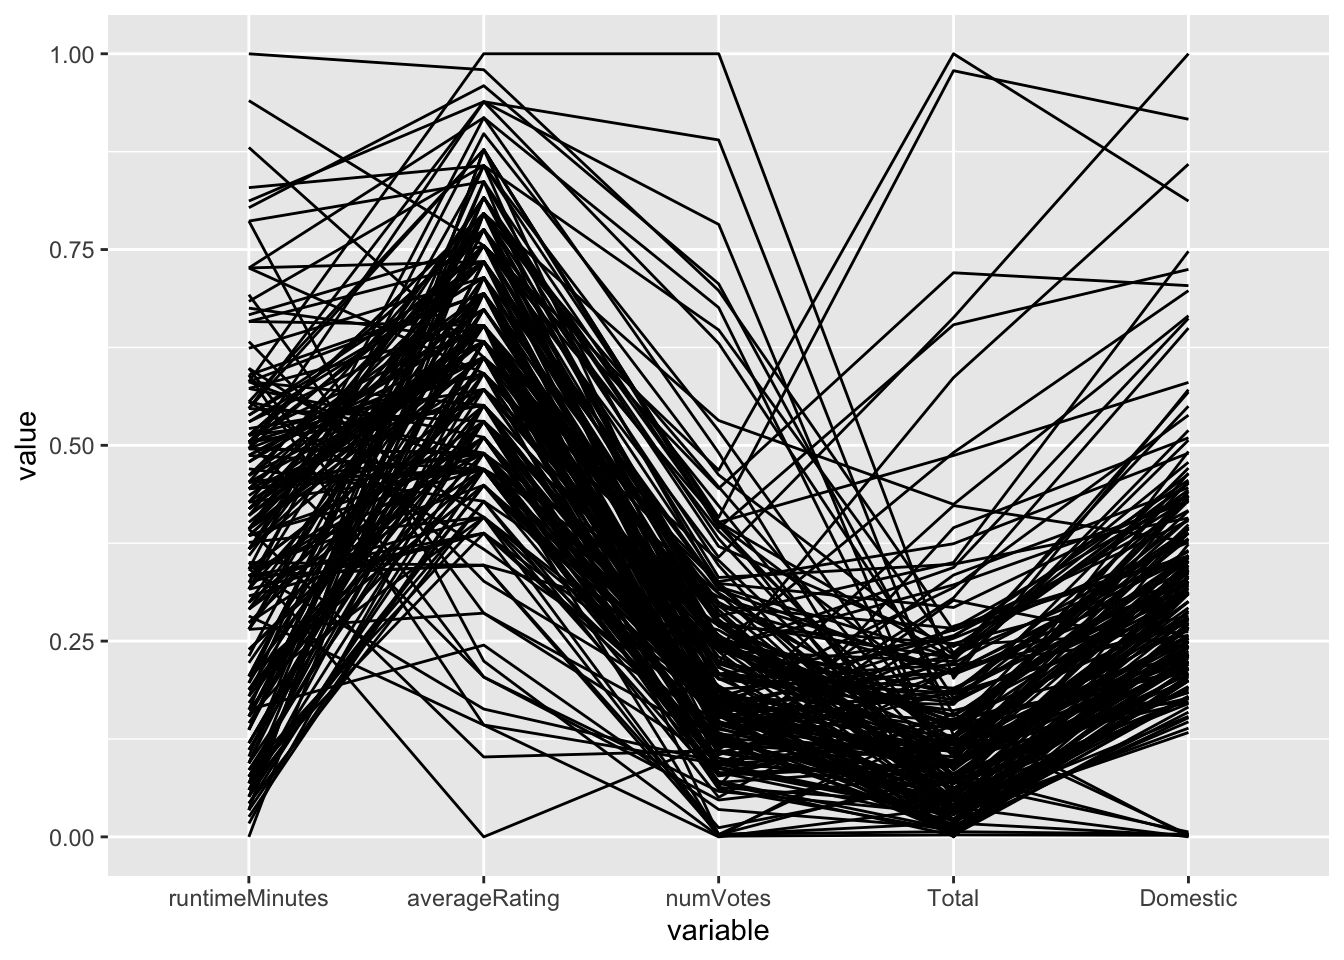 1.00
0.75
0.50
0.25
0.00
value
runtimeMinutes averageRating numVotes Total Domestic
variable